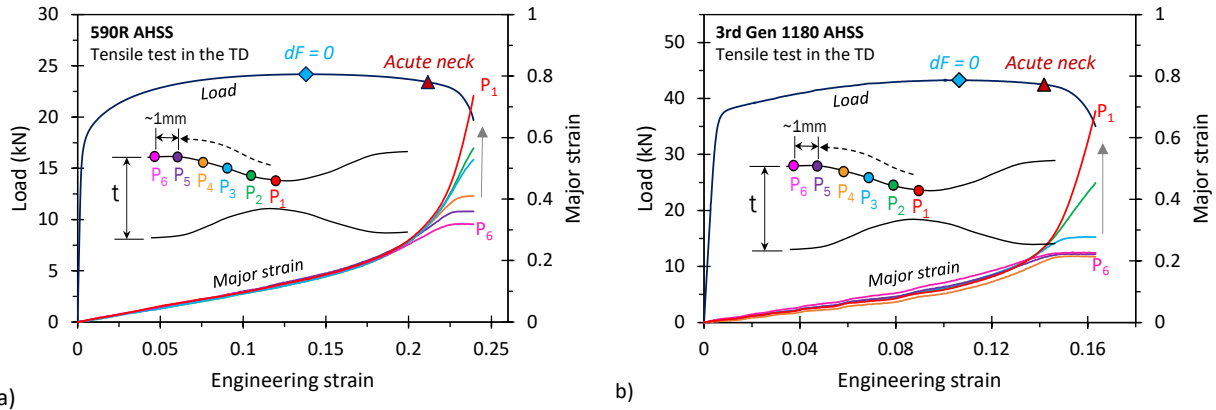 590R AHSS
Tensile test in the TD
dF = 0
Acute neck
Load
P1
~1mm
P6 P5 P4 P3 P2 P1
t
P6
Major strain
30
25
20
15
10
5
0
Load (kN)
1
0.8
0.6
0.4
0.2
0
Major strain
0 0.05 0.1 0.15 0.2 0.25
Engineering strain
a)
3rd Gen 1180 AHSS
Tensile test in the TD
dF = 0
Acute neck
Load
P1
~1mm
P6 P5 P4 P3 P2 P1
t
P6
Major strain
50
40
30
20
10
0
Load (kN)
1
0.8
0.6
0.4
0.2
0
Major strain
0 0.04 0.08 0.12 0.16
Engineering strain
b)